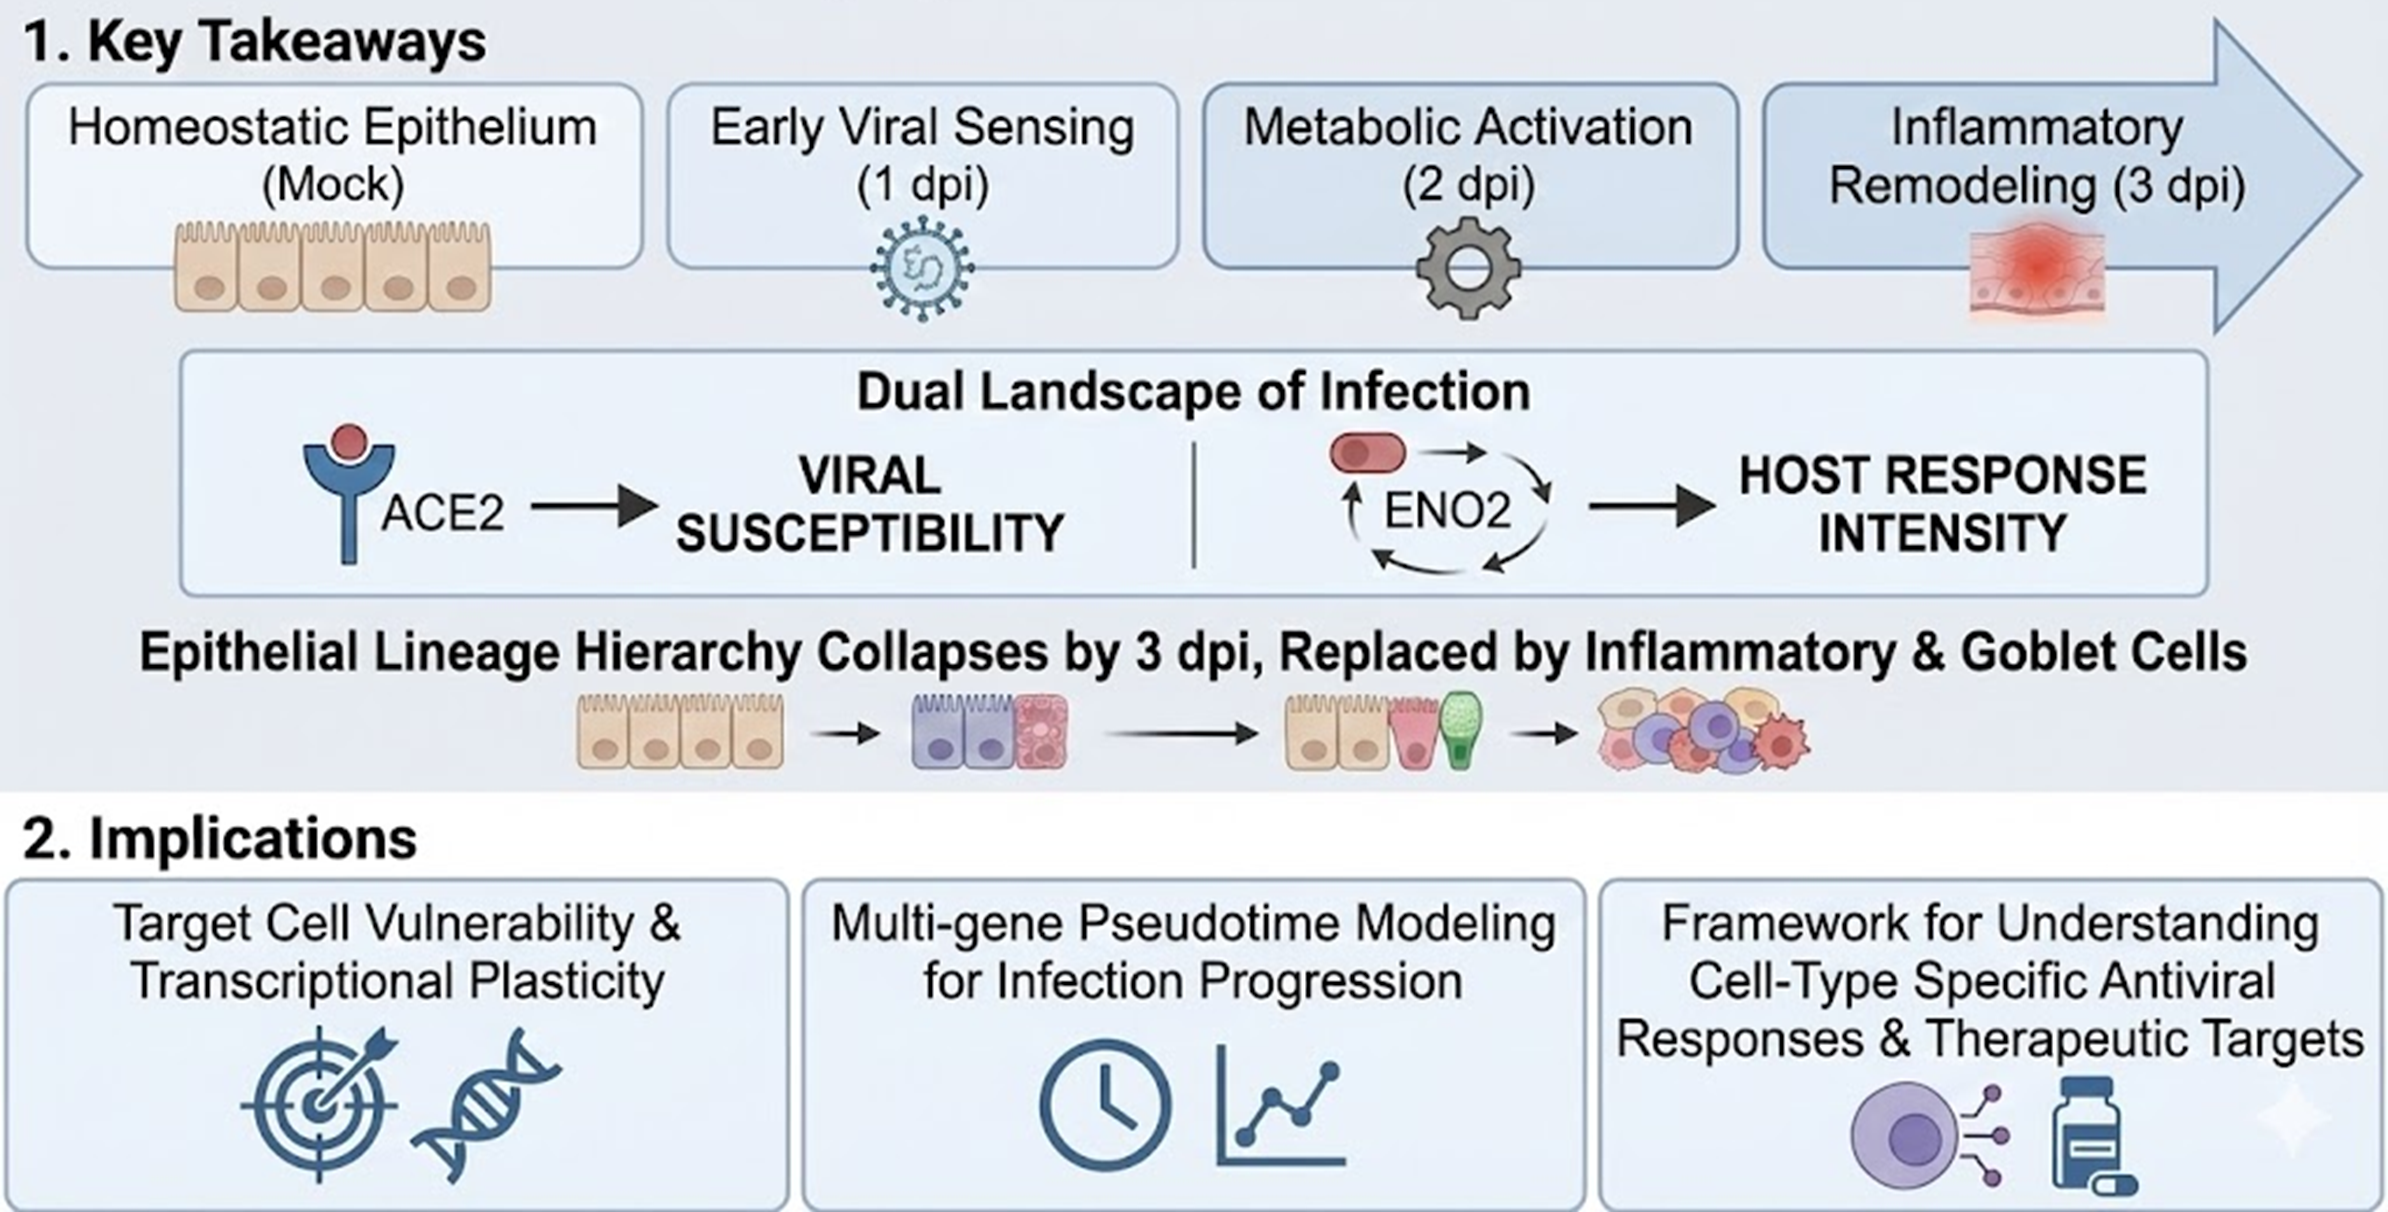 1. Key Takeaways
Homeostatic Epithelium
(Mock)
Early Viral Sensing
(1 dpi)
Metabolic Activation
(2 dpi)
Inflammatory
Remodeling (3 dpi)
Dual Landscape of Infection
ACE2
VIRAL
SUSCEPTIBILITY
ENO2
HOST RESPONSE
INTENSITY
Epithelial Lineage Hierarchy Collapses by 3 dpi, Replaced by Inflammatory & Goblet Cells
2. Implications
Target Cell Vulnerability &
Transcriptional Plasticity
Multi-gene Pseudotime Modeling
for Infection Progression
Framework for Understanding
Cell-Type Specific Antiviral
Responses & Therapeutic Targets